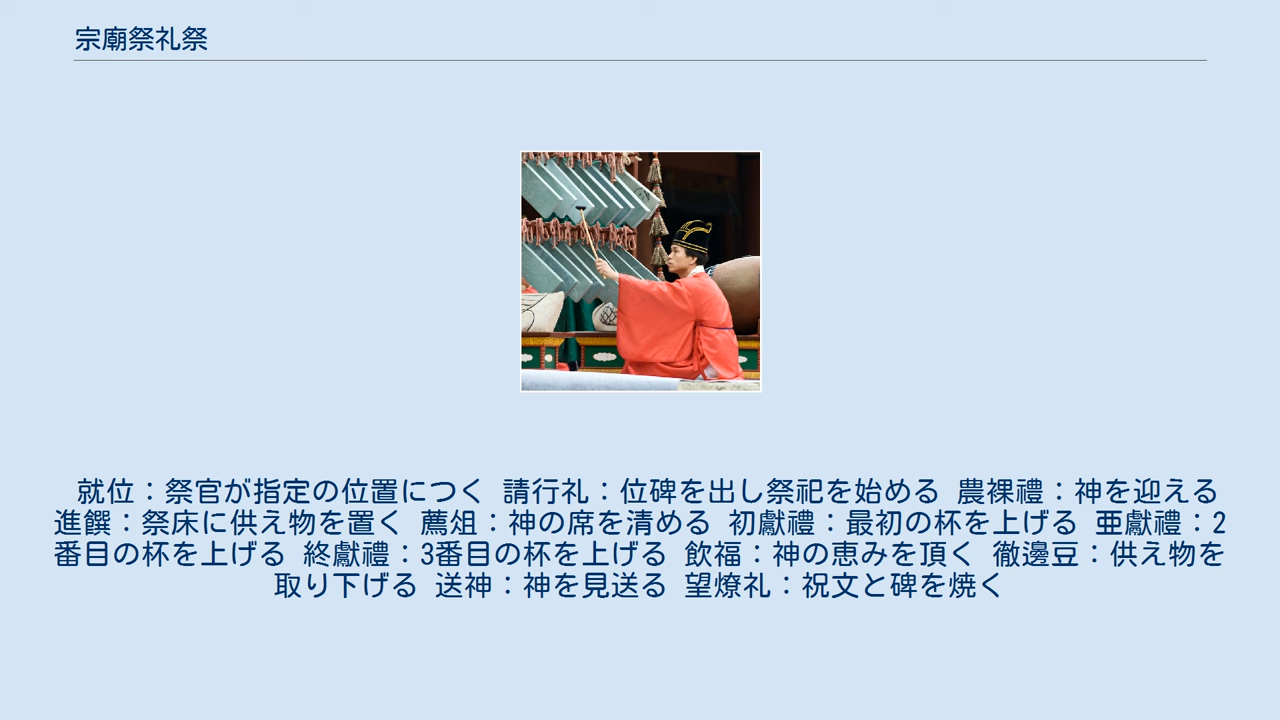 宗廟祭礼祭
就位：祭官が指定の位置につく 請行礼：位碑を出し祭祀を始める 農裸禮：神を迎える
進饌：祭床に供え物を置く 薦俎：神の席を清める 初獻禮：最初の杯を上げる 亜獻禮：2
番目の杯を上げる 終獻禮：3番目の杯を上げる 飲福：神の恵みを頂く 徹邊豆：供え物を
取り下げる 送神：神を見送る 望燎礼：祝文と碑を焼く